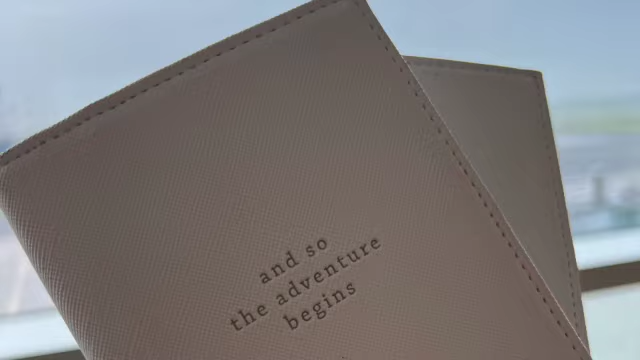 and so
the adventure
begins